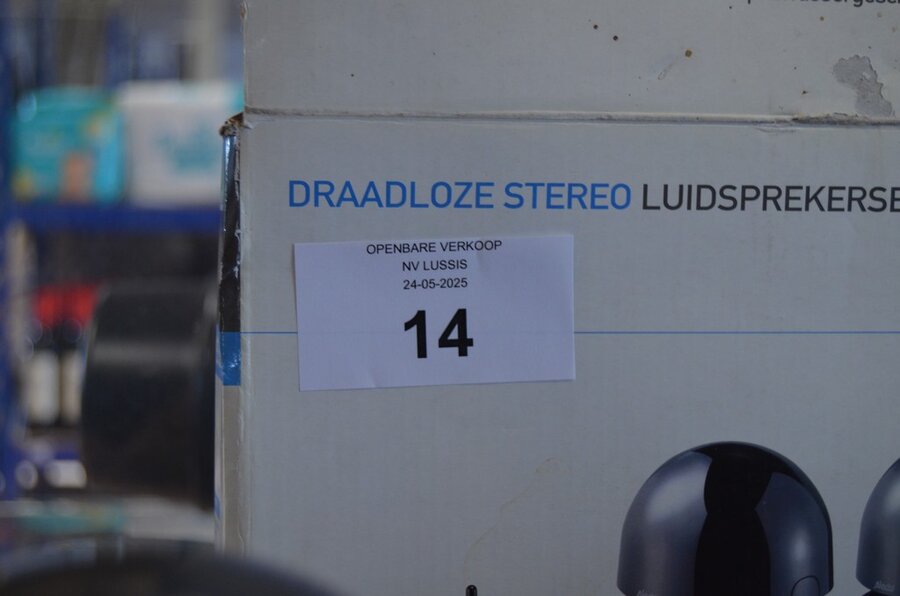 DRAADLOZE STEREO LUIDSPREKERSE
OPENBARE VERKOOP
NV LUSSIS
24-05-2025
14